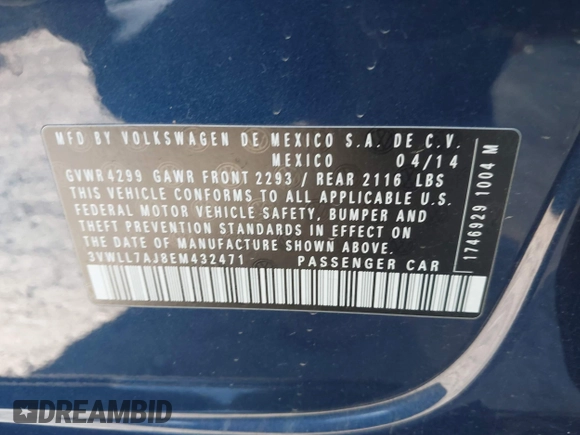 MFD BY VOLKSWAGEN DE MEXICO S.A. DE C.V.
MEXICO 04/14
GVWR 4299 GAWR FRONT 2293 / REAR 2116 LBS
THIS VEHICLE CONFORMS TO ALL APPLICABLE U.S.
FEDERAL MOTOR VEHICLE SAFETY, BUMPER AND
THEFT PREVENTION STANDARDS IN EFFECT ON
THE DATE OF MANUFACTURE SHOWN ABOVE.
3VWLL7AJ8EM432471 PASSENGER CAR
1746929 1004 M
DREAMBID